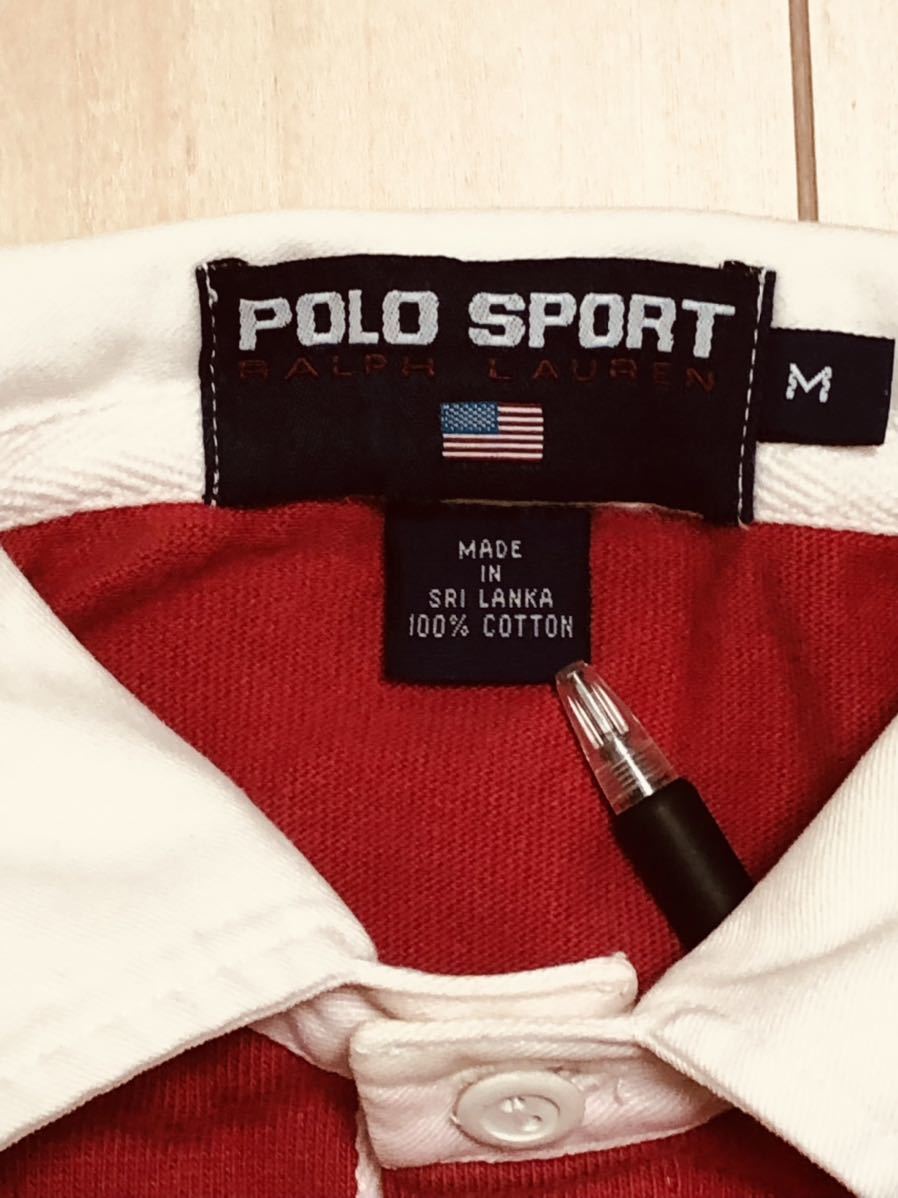 POLO SPORT
RALPH LAUREN
M
MADE
IN
SRI LANKA
100% COTTON